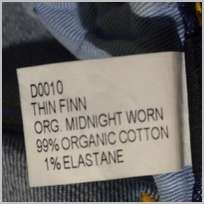 D0010
THIN FINN
ORG. MIDNIGHT WORN
99% ORGANIC COTTON
1% ELASTANE